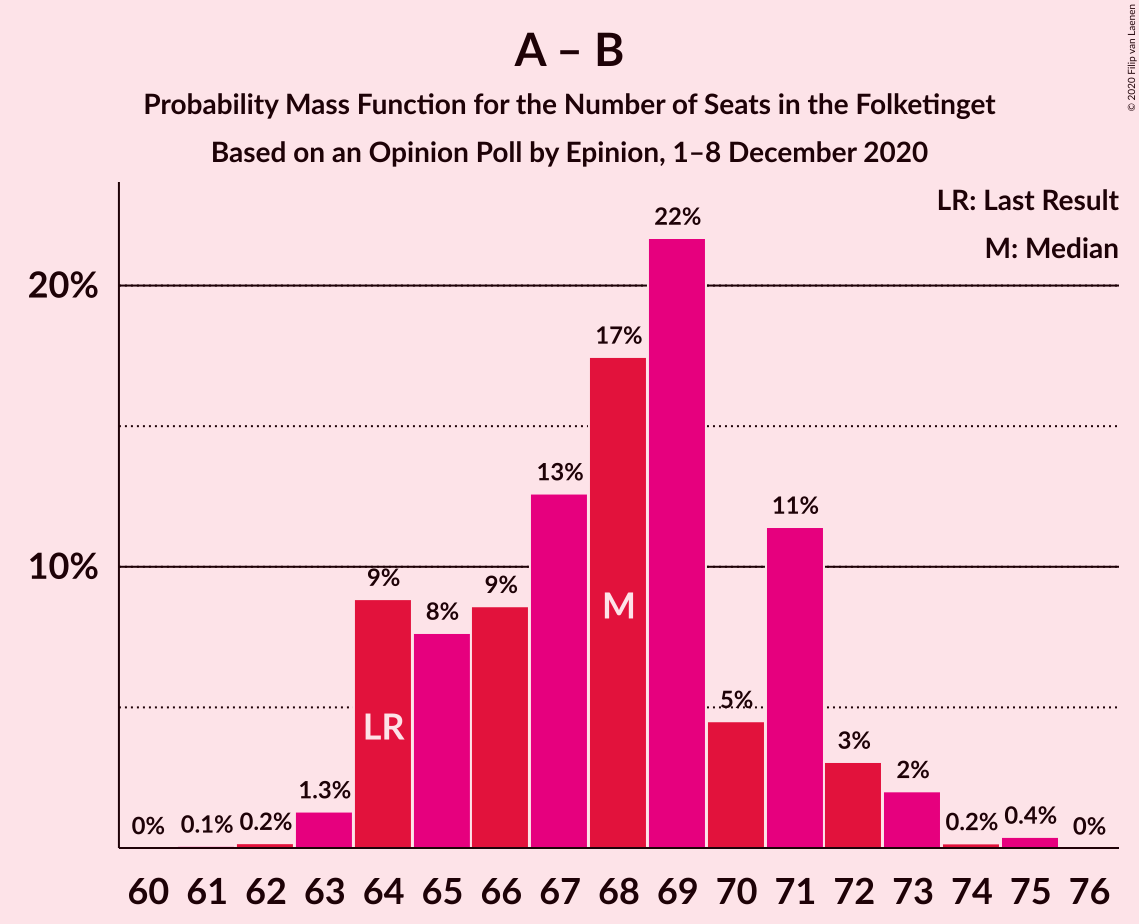 A – B
Probability Mass Function for the Number of Seats in the Folketinget
Based on an Opinion Poll by Epinion, 1–8 December 2020
© 2020 Filip van Laenen
LR: Last Result
M: Median
22%
20%
17%
13%
11%
10%
9%
9%
8%
M
5%
LR
3%
2%
1.3%
0%
0.1%
0.2%
0.2%
0.4%
0%
60 61 62 63 64 65 66 67 68 69 70 71 72 73 74 75 76